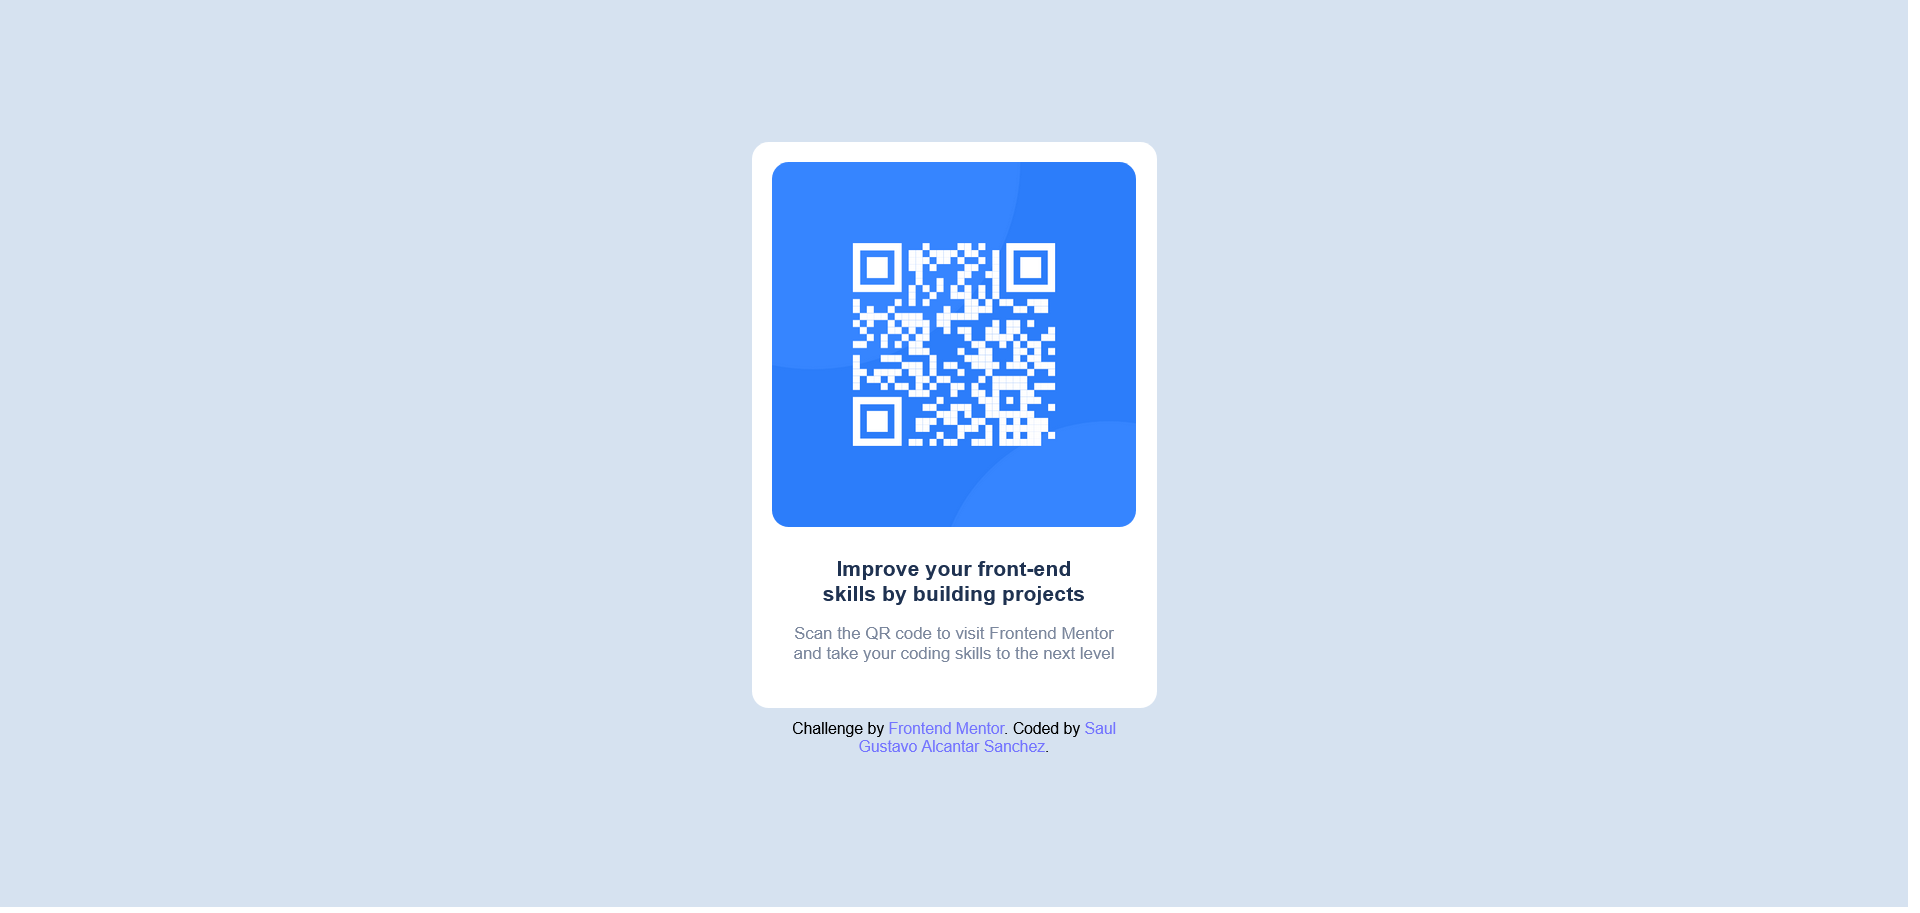 Improve your front-end
skills by building projects
Scan the QR code to visit Frontend Mentor
and take your coding skills to the next level
Challenge by Frontend Mentor. Coded by Saul
Gustavo Alcantar Sanchez.